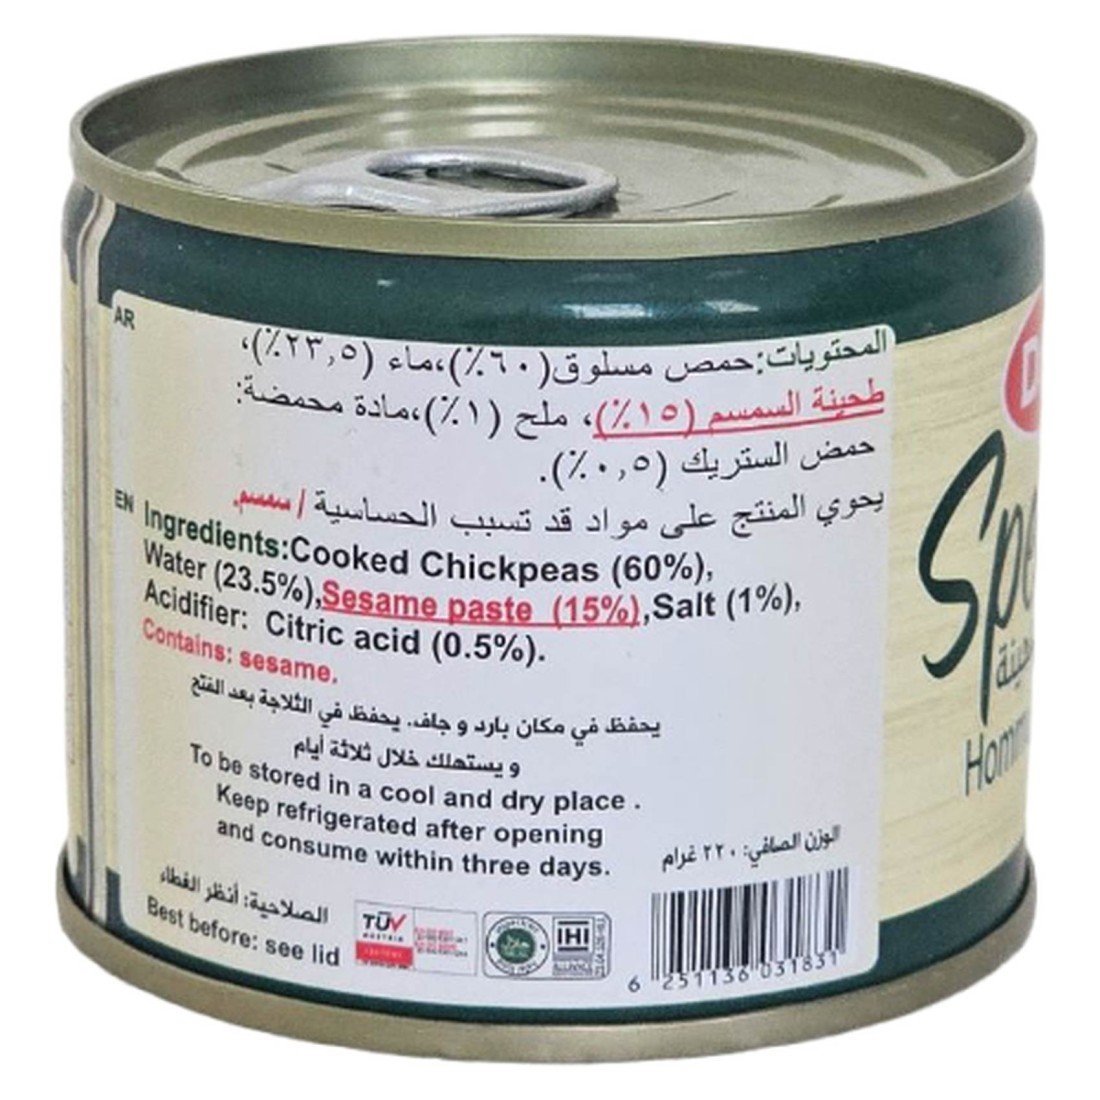 AR
المحتويات:حمص مسلوق(٦٠٪)،ماء (٢٣,٥٪)،
طحينة السمسم (١٥٪)، ملح (١٪)،مادة محمضة:
حمض الستريك (٠,٥٪).
يحوي المنتج على مواد قد تسبب الحساسية / سمسم.
EN
Ingredients:Cooked Chickpeas (60%),
Water (23.5%),Sesame paste (15%),Salt (1%),
Acidifier: Citric acid (0.5%).
Contains: sesame.
يحفظ في مكان بارد و جاف. يحفظ في الثلاجة بعد الفتح
و يستهلك خلال ثلاثة أيام
To be stored in a cool and dry place .
Keep refrigerated after opening
and consume within three days.
الوزن الصافي: ٢٢٠ غرام
الصلاحية: أنظر الغطاء
Best before: see lid
TÜV
AUSTRIA
IHI
ALLIANCE
6 251136 031831
D
Spe
حينة
Homm